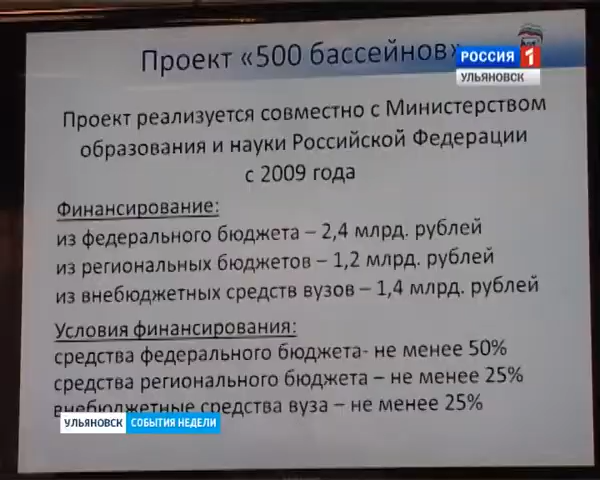 Проект «500 бассейнов»
РОССИЯ 1
УЛЬЯНОВСК
Проект реализуется совместно с Министерством
образования и науки Российской Федерации
с 2009 года
Финансирование:
из федерального бюджета – 2,4 млрд. рублей
из региональных бюджетов – 1,2 млрд. рублей
из внебюджетных средств вузов – 1,4 млрд. рублей
Условия финансирования:
средства федерального бюджета- не менее 50%
средства регионального бюджета – не менее 25%
внебюджетные средства вуза – не менее 25%
УЛЬЯНОВСК СОБЫТИЯ НЕДЕЛИ